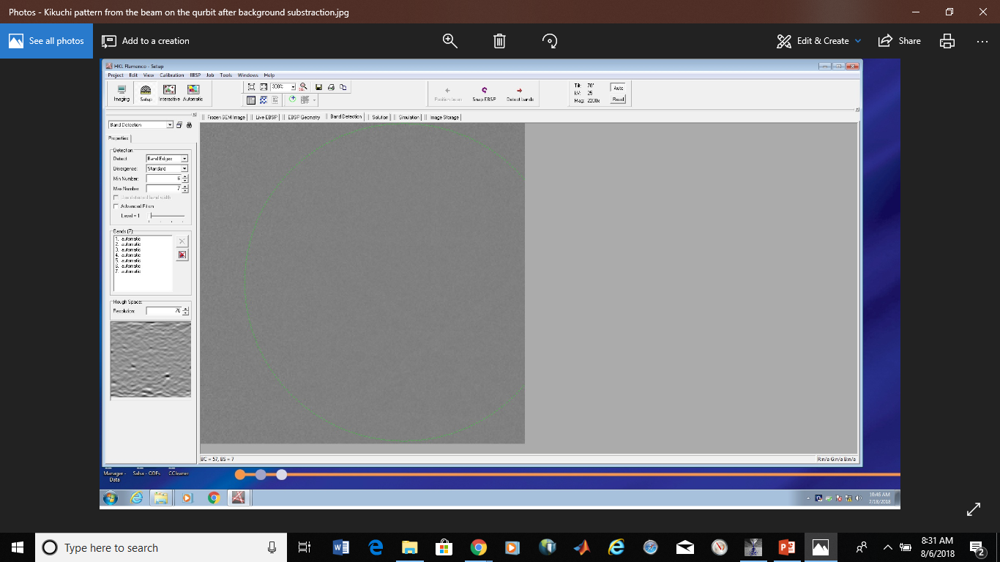 Photos - Kikuchi pattern from the beam on the qurbit after background substraction.jpg
See all photos
Add to a creation
Edit & Create
Share
HKL Flamenco - Setup
Project Edit View Calibration EBSP Job Tools Windows Help
300%
Imaging Setup Interactive Automatic
Position beam Snap EBSP Detect bands
Tilt: 70°
kV: 25
Mag: 2200x
Auto
Read
Frozen SEM Image Live EBSP EBSP Geometry Band Detection Solution Simulation Image Storage
Band Detection
Properties
Detection
Detect Band Edges
Divergence: Standard
Min Number: 6
Max Number 7
Use detected band width
Advanced Fit on
Level = 1
Bands (7):
1. automatic
2. automatic
3. automatic
4. automatic
5. automatic
6. automatic
7. automatic
Hough Space:
Resolution: 70
BC = 57, BS = 7
R:n/a G:n/a B:n/a
Manager - Data
Salsa - ODFs
CCleaner
10:46 AM
7/18/2018
Type here to search
8:31 AM
8/6/2018
2